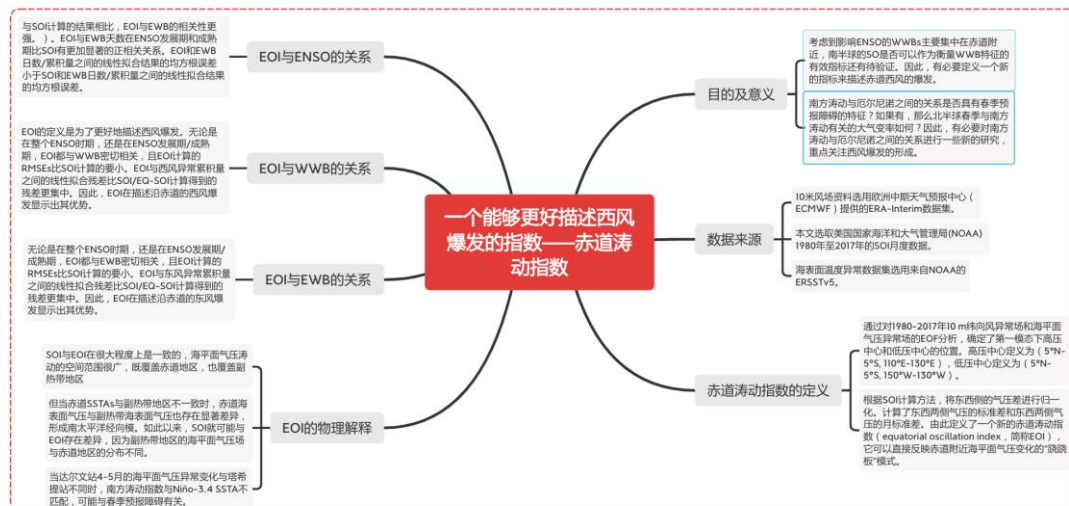 一个能够更好描述西风
爆发的指数——赤道涛
动指数
目的及意义
考虑到影响ENSO的WWBs主要集中在赤道附
近，南半球的SO是否可以作为衡量WWB特征的
有效指标还有待验证。因此，有必要定义一个新
的指标来描述赤道西风的爆发。
南方涛动与厄尔尼诺之间的关系是否具有春季预
报障碍的特征？如果有，那么北半球春季与南方
涛动有关的大气变率如何？因此，有必要对南方
涛动与厄尔尼诺之间的关系进行一些新的研究，
重点关注西风爆发的形成。
数据来源
10米风场资料选用欧洲中期天气预报中心（
ECMWF）提供的ERA-Interim数据集。
本文选取美国国家海洋和大气管理局(NOAA)
1980年至2017年的SOI月度数据。
海表面温度异常数据集选用来自NOAA的
ERSSTv5。
赤道涛动指数的定义
通过对1980-2017年10 m纬向风异常场和海平面
气压异常场的EOF分析，确定了第一模态下高压
中心和低压中心的位置。高压中心定义为（5°N-
5°S, 110°E-130°E），低压中心定义为（5°N-
5°S, 150°W-130°W）。
根据SOI计算方法，将东西侧的气压差进行归一
化。计算了东西两侧气压的标准差和东西两侧气
压的月标准差。由此定义了一个新的赤道涛动指
数（equatorial oscillation index，简称EOI），
它可以直接反映赤道附近海平面气压变化的“跷跷
板”模式。
EOI与ENSO的关系
与SOI计算的结果相比，EOI与EWB的相关性更
强。）。EOI与EWB天数在ENSO发展期和成熟
期比SOI有更加显著的正相关关系。EOI和EWB
日数/累积量之间的线性拟合结果的均方根误差
小于SOI和EWB日数/累积量之间的线性拟合结果
的均方根误差。
EOI与WWB的关系
EOI的定义是为了更好地描述西风爆发。无论是
在整个ENSO时期，还是在ENSO发展期/成熟
期，EOI都与WWB密切相关，且EOI计算的
RMSEs比SOI计算的要小。EOI与西风异常累积量
之间的线性拟合残差比SOI/EQ-SOI计算得到的
残差更集中。因此，EOI在描述沿赤道的西风爆
发显示出其优势。
EOI与EWB的关系
无论是在整个ENSO时期，还是在ENSO发展期/
成熟期，EOI都与EWB密切相关，且EOI计算的
RMSEs比SOI计算的要小。EOI与东风异常累积量
之间的线性拟合残差比SOI/EQ-SOI计算得到的
残差更集中。因此，EOI在描述沿赤道的东风爆
发显示出其优势。
EOI的物理解释
SOI与EOI在很大程度上是一致的，海平面气压涛
动的空间范围很广，既覆盖赤道地区，也覆盖副
热带地区
但当赤道SSTAs与副热带地区不一致时，赤道海
表面气压与副热带海表面气压也存在显著差异，
形成南太平洋经向模。如此以来，SOI就可能与
EOI存在差异，因为副热带地区的海平面气压场
与赤道地区的分布不同。
当达尔文站4-5月的海平面气压异常变化与塔希
提站不同时，南方涛动指数与Niño-3.4 SSTA不
匹配，可能与春季预报障碍有关。